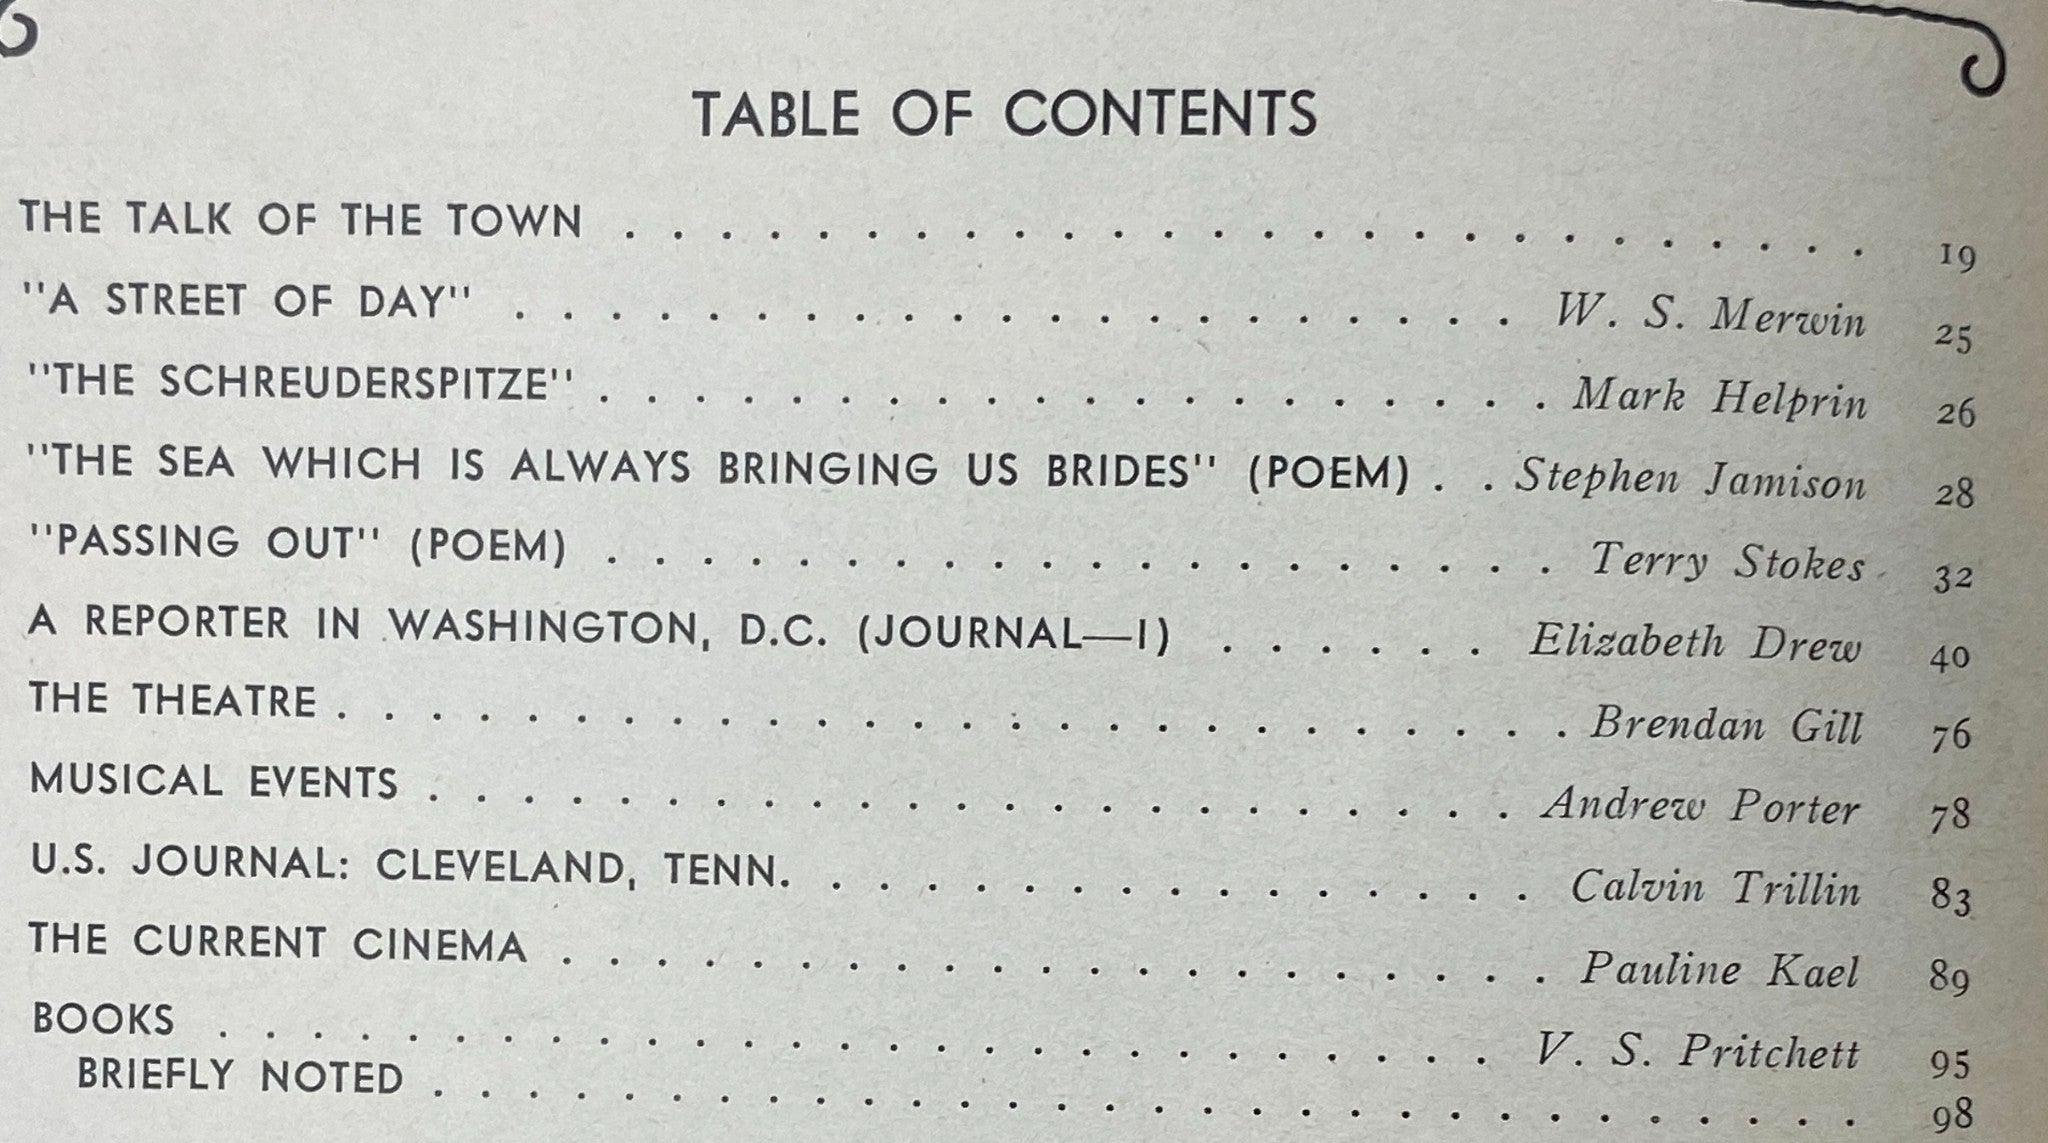 TABLE OF CONTENTS
THE TALK OF THE TOWN . . . . . . . . . . . . . . . . . . . . . . . . . . 19
"A STREET OF DAY" . . . . . . . . . . . . . . . . . . . . . W. S. Merwin 25
"THE SCHREUDERSPITZE" . . . . . . . . . . . . . . . . . . . . Mark Helprin 26
"THE SEA WHICH IS ALWAYS BRINGING US BRIDES" (POEM) . . Stephen Jamison 28
"PASSING OUT" (POEM) . . . . . . . . . . . . . . . . . . . . Terry Stokes 32
A REPORTER IN WASHINGTON, D.C. (JOURNAL—I) . . . . . . Elizabeth Drew 40
THE THEATRE . . . . . . . . . . . . . . . . . . . . . . . . . . Brendan Gill 76
MUSICAL EVENTS . . . . . . . . . . . . . . . . . . . . . . . Andrew Porter 78
U.S. JOURNAL: CLEVELAND, TENN. . . . . . . . . . . . . . . . Calvin Trillin 83
THE CURRENT CINEMA . . . . . . . . . . . . . . . . . . . . . Pauline Kael 89
BOOKS . . . . . . . . . . . . . . . . . . . . . . . . . . . V. S. Pritchett 95
BRIEFLY NOTED . . . . . . . . . . . . . . . . . . . . . . . . . . . . . . 98